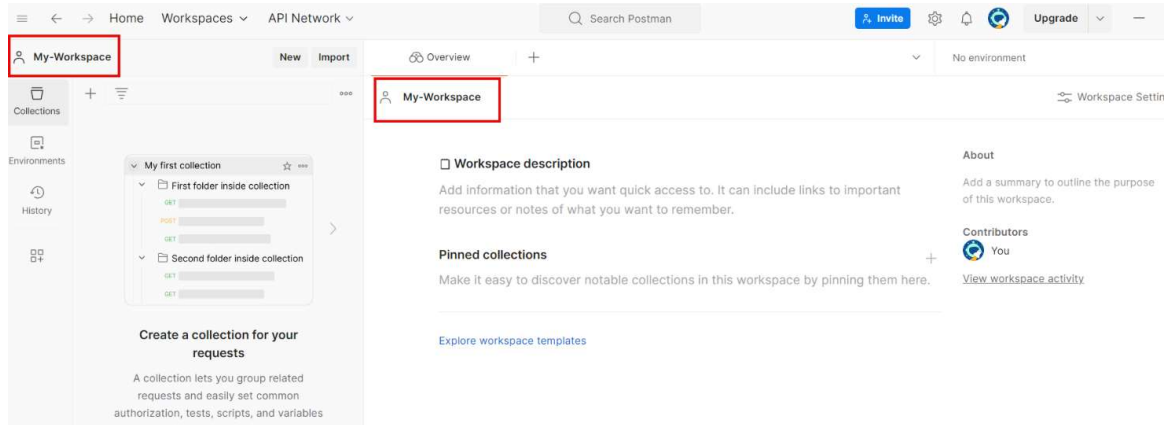 Home Workspaces API Network Search Postman Invite Upgrade
My-Workspace New Import Overview No environment
Collections
My-Workspace Workspace Settin
Environments
History
My first collection
First folder inside collection
GET
POST
GET
Second folder inside collection
GET
GET
Create a collection for your
requests
A collection lets you group related
requests and easily set common
authorization, tests, scripts, and variables
Workspace description
Add information that you want quick access to. It can include links to important
resources or notes of what you want to remember.
Pinned collections
Make it easy to discover notable collections in this workspace by pinning them here.
Explore workspace templates
About
Add a summary to outline the purpose
of this workspace.
Contributors
You
View workspace activity